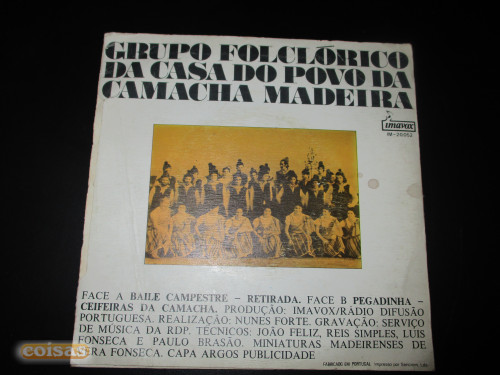 GRUPO FOLCLÓRICO
DA CASA DO POVO DA
CAMACHA MADEIRA
imavox
FACE A BAILE CAMPESTRE – RETIRADA. FACE B PEGADINHA –
CEIFEIRAS DA CAMACHA. PRODUÇÃO: IMAVOX/RÁDIO DIFUSÃO
PORTUGUESA. REALIZAÇÃO: NUNES FORTE. GRAVAÇÃO: SERVIÇO
DE MÚSICA DA RDP. TÉCNICOS: JOÃO FELIZ, REIS SIMPLES, LUIS
FONSECA E PAULO BRASÃO. MINIATURAS MADEIRENSES DE
FONSECA. CAPA ARGOS PUBLICIDADE
FABRICADO EM PORTUGAL
coisas